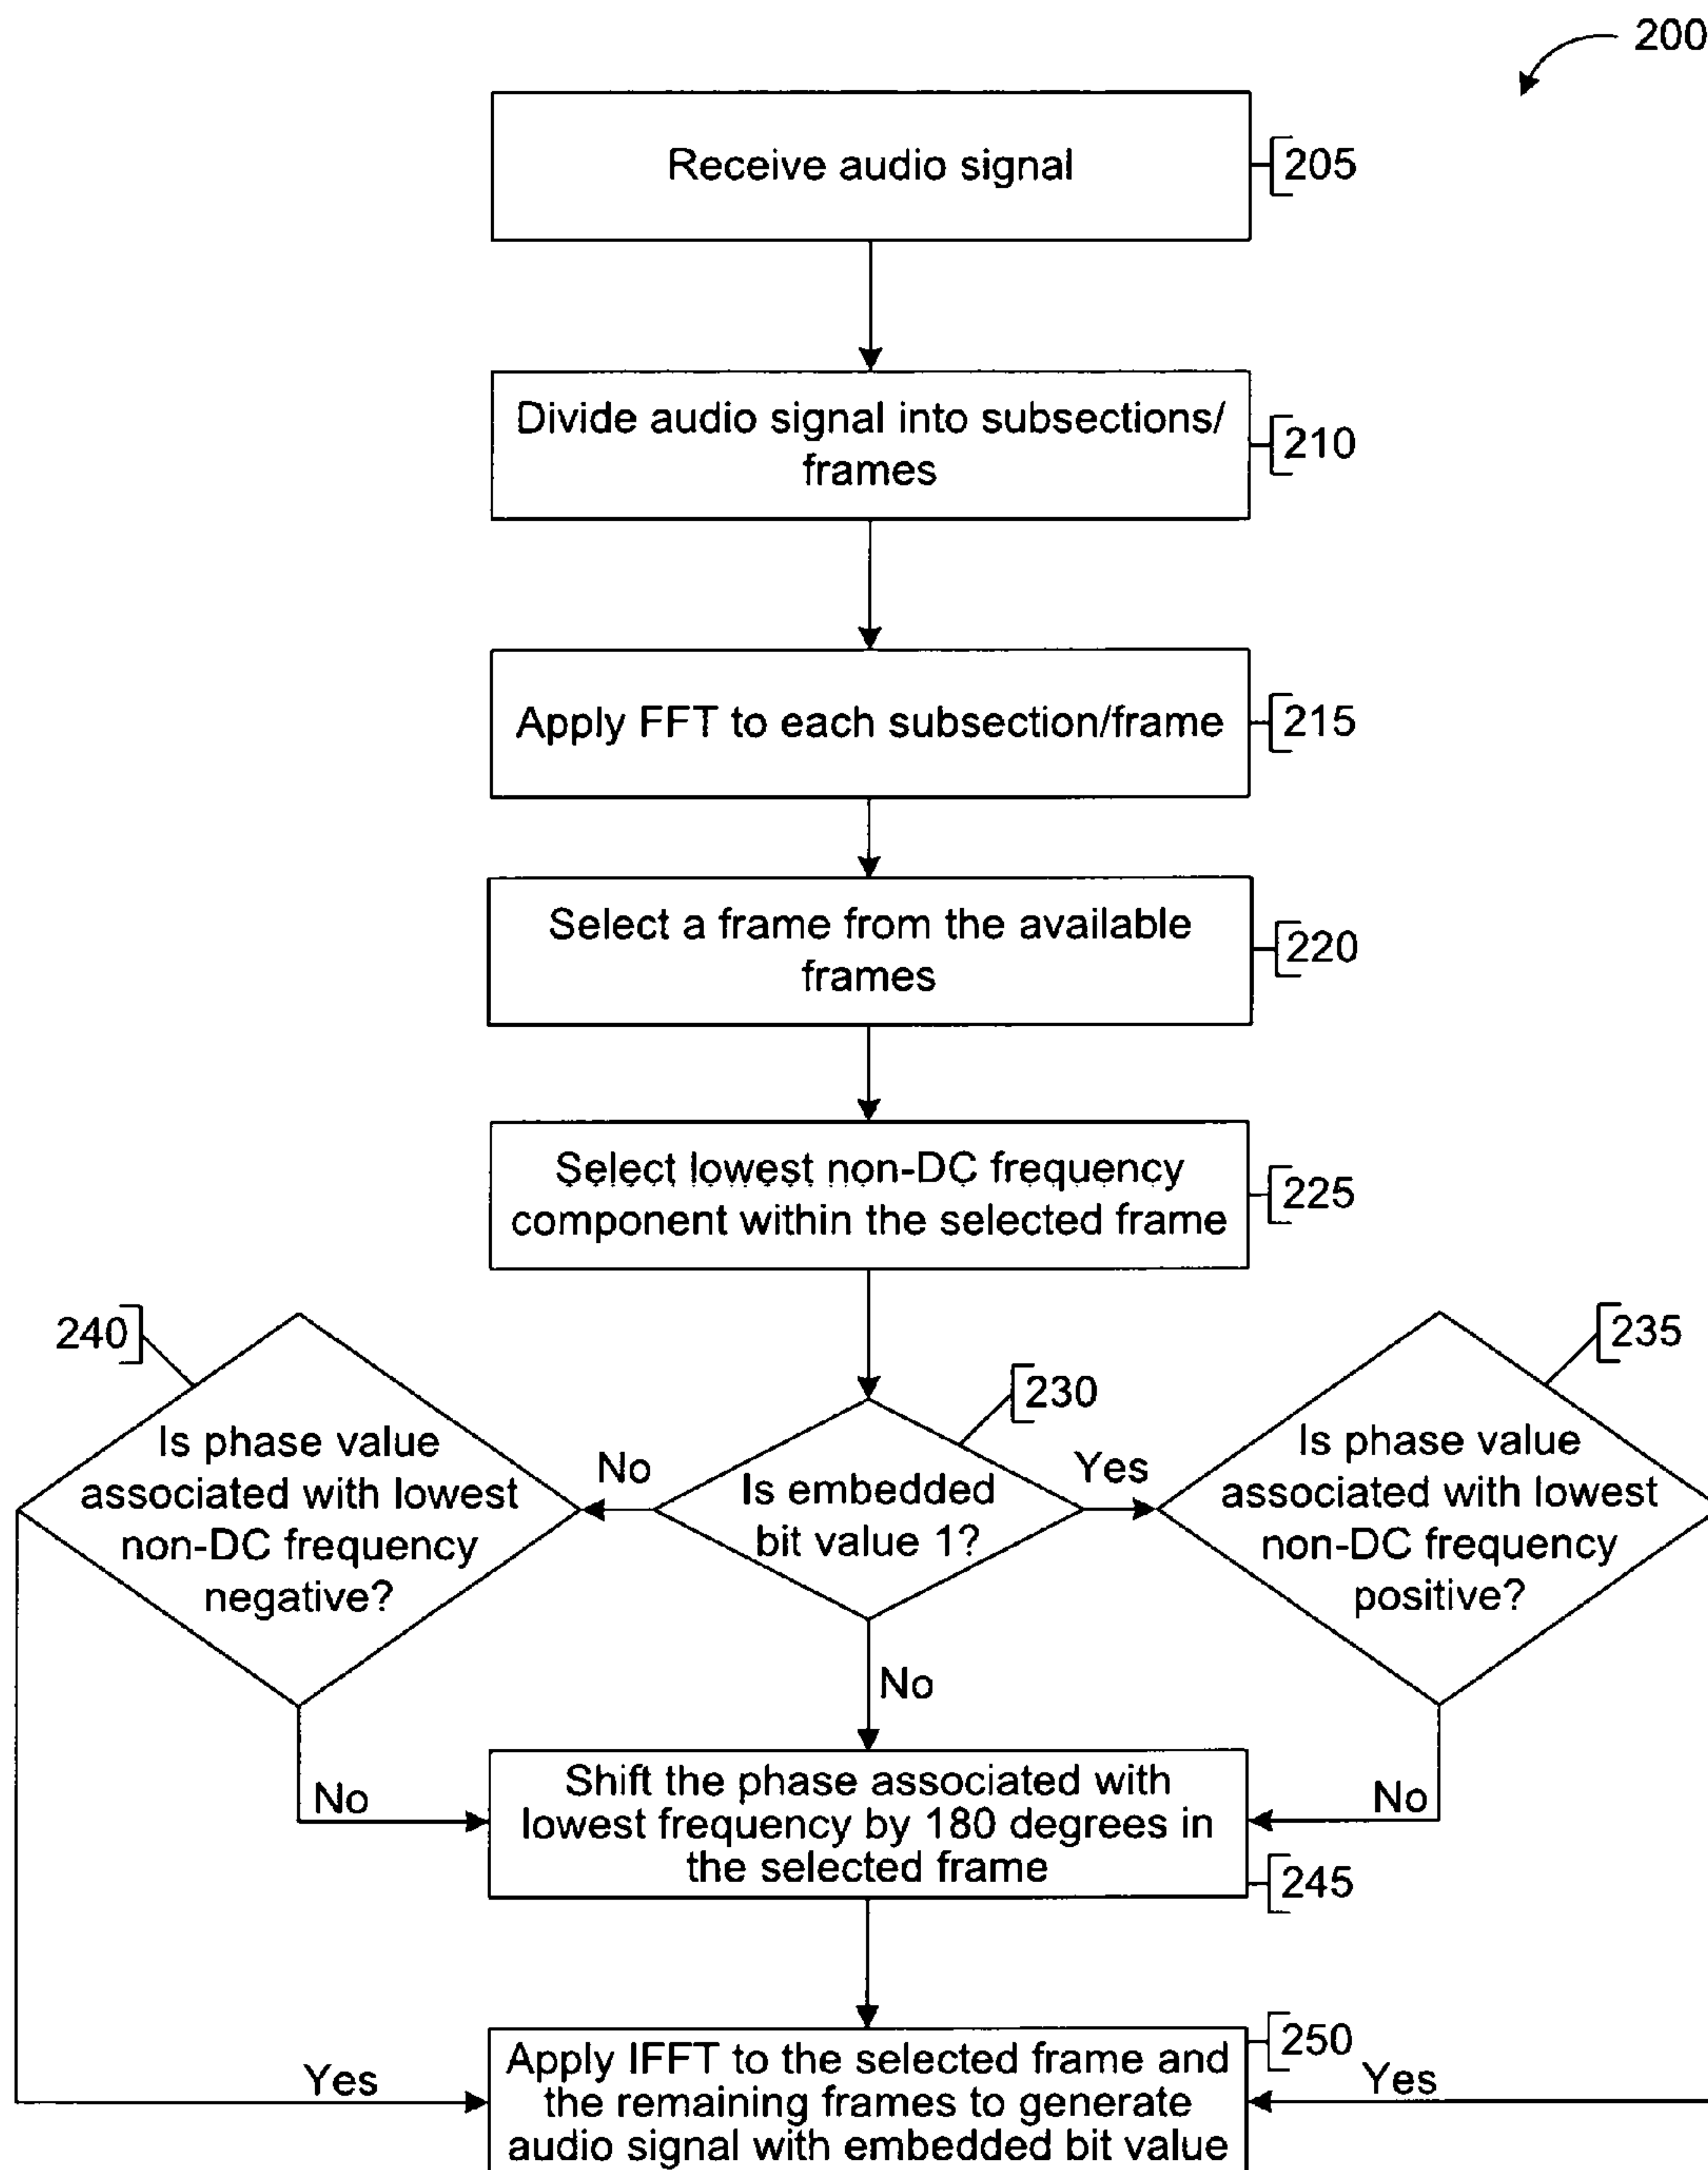 200
Receive audio signal
205
Divide audio signal into subsections/
frames
210
Apply FFT to each subsection/frame
215
Select a frame from the available
frames
220
Select lowest non-DC frequency
component within the selected frame
225
240
Is phase value
associated with lowest
non-DC frequency
negative?
No
230
Is embedded
bit value 1?
Yes
235
Is phase value
associated with lowest
non-DC frequency
positive?
No
No
No
Shift the phase associated with
lowest frequency by 180 degrees in
the selected frame
245
Yes
Apply IFFT to the selected frame and
the remaining frames to generate
audio signal with embedded bit value
250
Yes